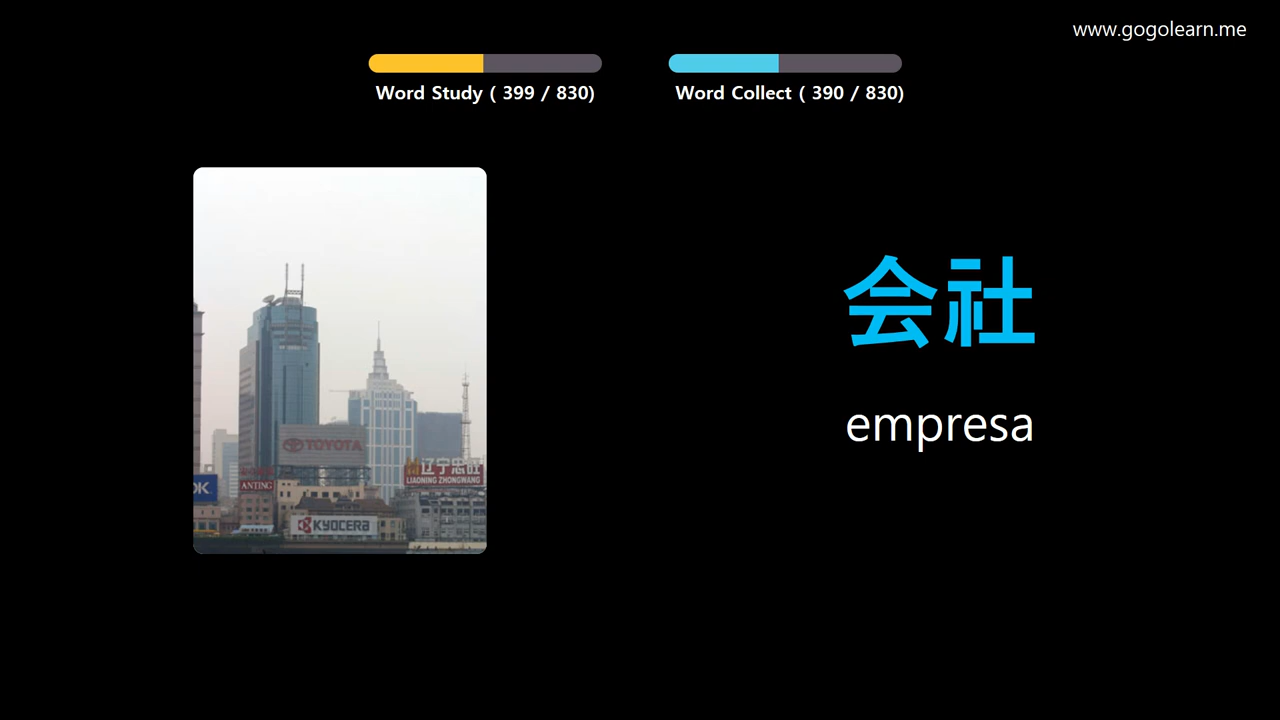 www.gogolearn.me
Word Study ( 399 / 830)
Word Collect ( 390 / 830)
会社
empresa
TOYOTA
辽宁忠旺
LIAONING ZHONGWANG
OK
ANTING
KYOCERA